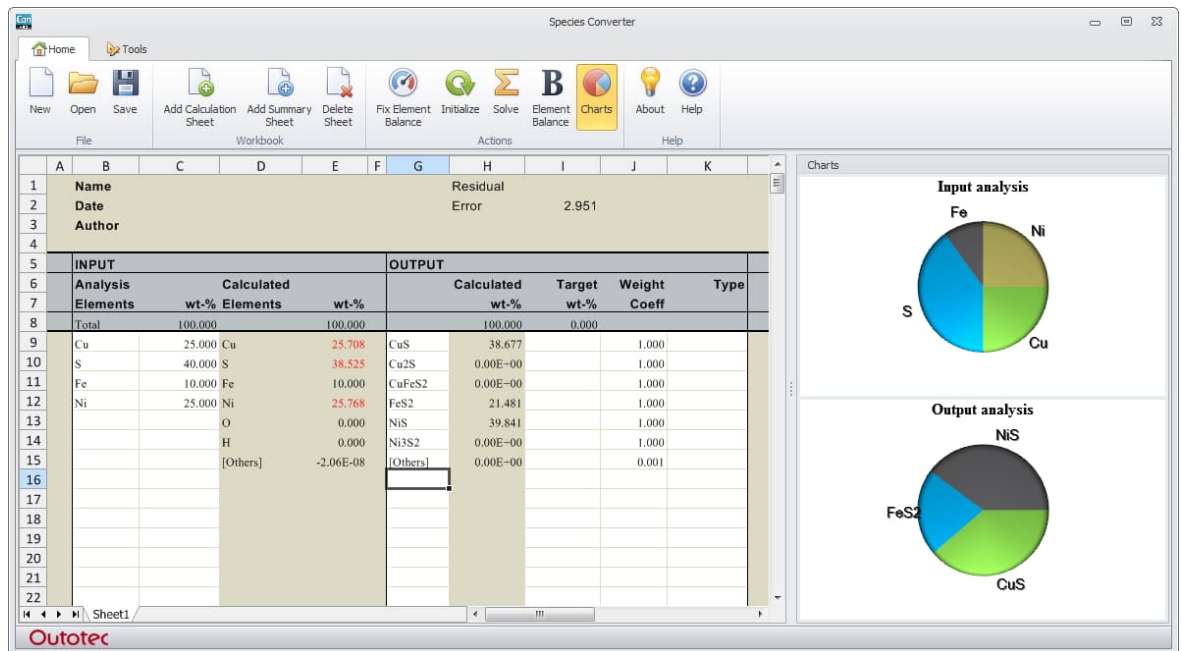 Con
Species Converter
Home Tools
New Open Save Add Calculation Sheet Add Summary Sheet Delete Sheet Fix Element Balance Initialize Solve Element Balance Charts About Help
File Workbook Actions Help
A B C D E F G H I J K
1 Name Residual
2 Date Error 2.951
3 Author
4
5 INPUT OUTPUT
6 Analysis Calculated Calculated Target Weight Type
7 Elements wt-% Elements wt-% wt-% wt-% Coeff
8 Total 100.000 100.000 100.000 0.000
9 Cu 25.000 Cu 25.708 CuS 38.677 1.000
10 S 40.000 S 38.525 Cu2S 0.00E+00 1.000
11 Fe 10.000 Fe 10.000 CuFeS2 0.00E+00 1.000
12 Ni 25.000 Ni 25.768 FeS2 21.481 1.000
13 O 0.000 NiS 39.841 1.000
14 H 0.000 Ni3S2 0.00E+00 1.000
15 [Others] -2.06E-08 [Others] 0.00E+00 0.001
16
17
18
19
20
21
22
Sheet1
Charts
Input analysis
Fe
Ni
S
Cu
Output analysis
NiS
FeS2
CuS
Outotec